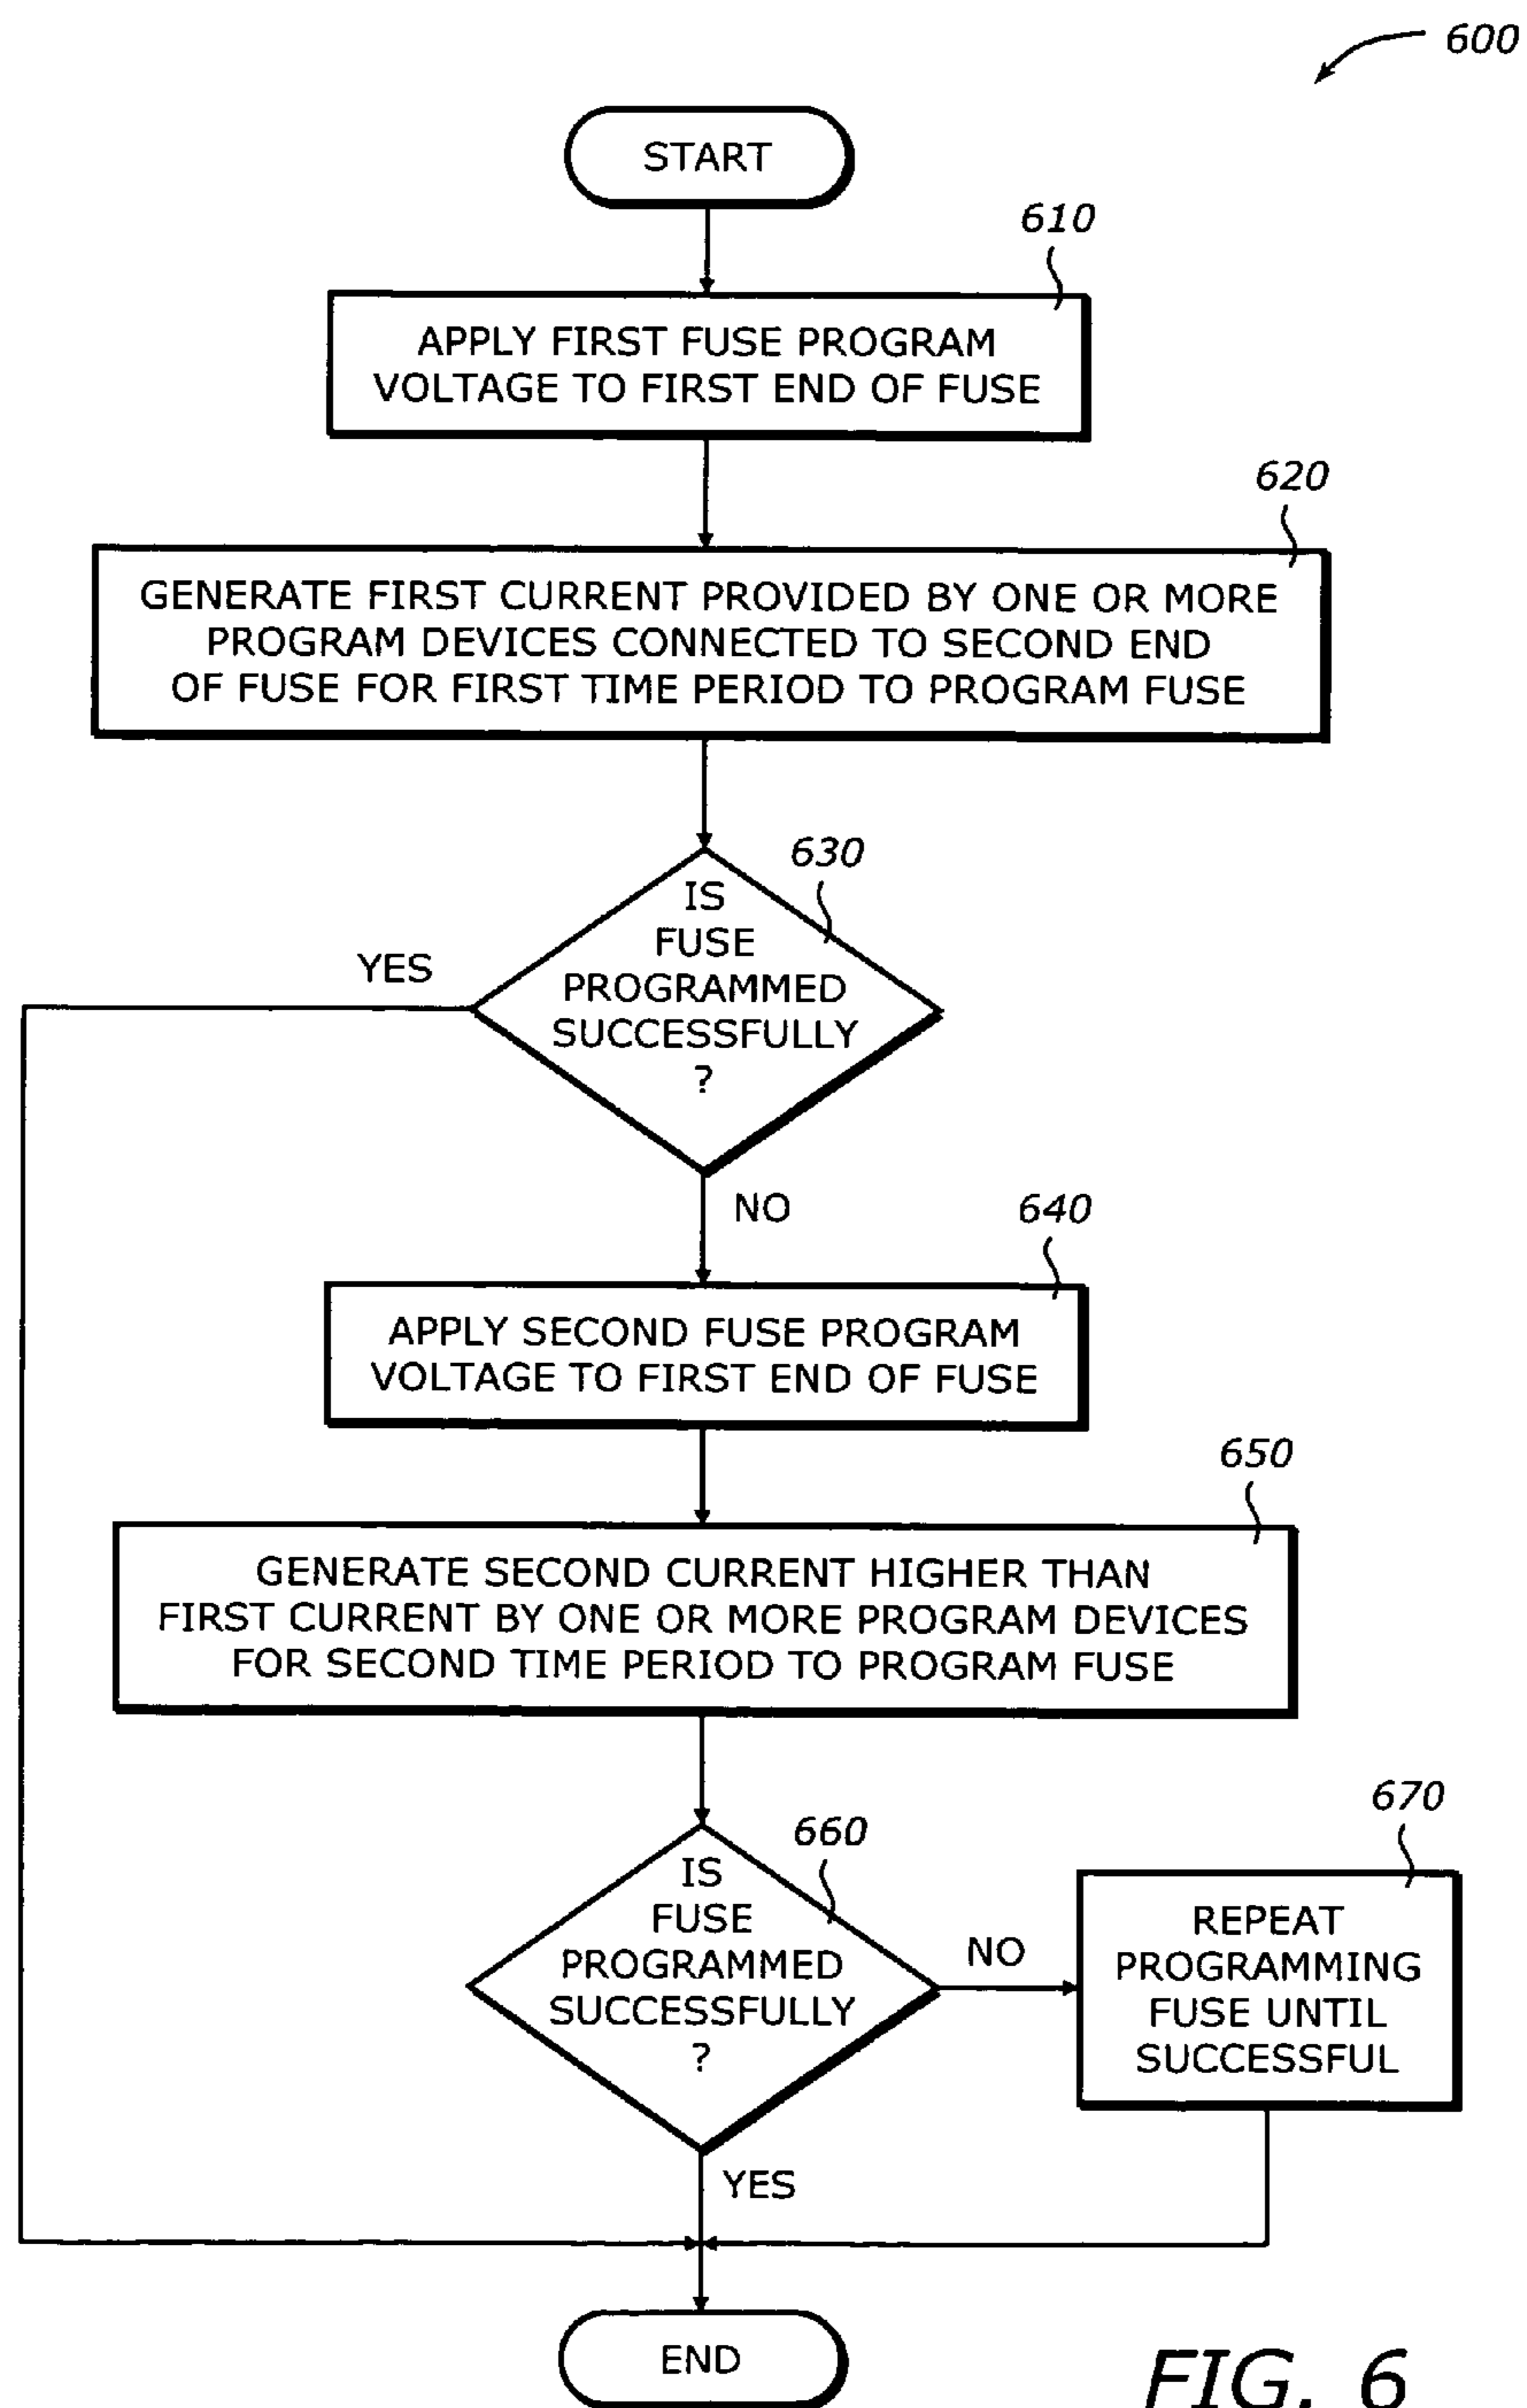 600
START
610
APPLY FIRST FUSE PROGRAM
VOLTAGE TO FIRST END OF FUSE
620
GENERATE FIRST CURRENT PROVIDED BY ONE OR MORE
PROGRAM DEVICES CONNECTED TO SECOND END
OF FUSE FOR FIRST TIME PERIOD TO PROGRAM FUSE
630
IS
FUSE
PROGRAMMED
SUCCESSFULLY
?
YES
NO
640
APPLY SECOND FUSE PROGRAM
VOLTAGE TO FIRST END OF FUSE
650
GENERATE SECOND CURRENT HIGHER THAN
FIRST CURRENT BY ONE OR MORE PROGRAM DEVICES
FOR SECOND TIME PERIOD TO PROGRAM FUSE
660
IS
FUSE
PROGRAMMED
SUCCESSFULLY
?
NO
670
REPEAT
PROGRAMMING
FUSE UNTIL
SUCCESSFUL
YES
END
FIG. 6